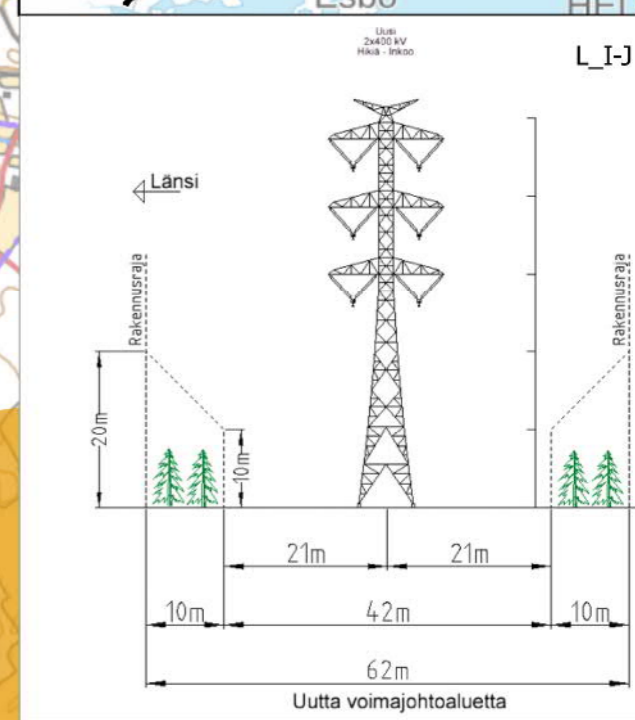 Esbo
HEL
Uusi
2x400 kV
Hikiä - Inkoo
L_I-J
Länsi
Rakennusraja
Rakennusraja
20m
10m
21m
21m
10m
42m
10m
62m
Uutta voimajohtoaluetta